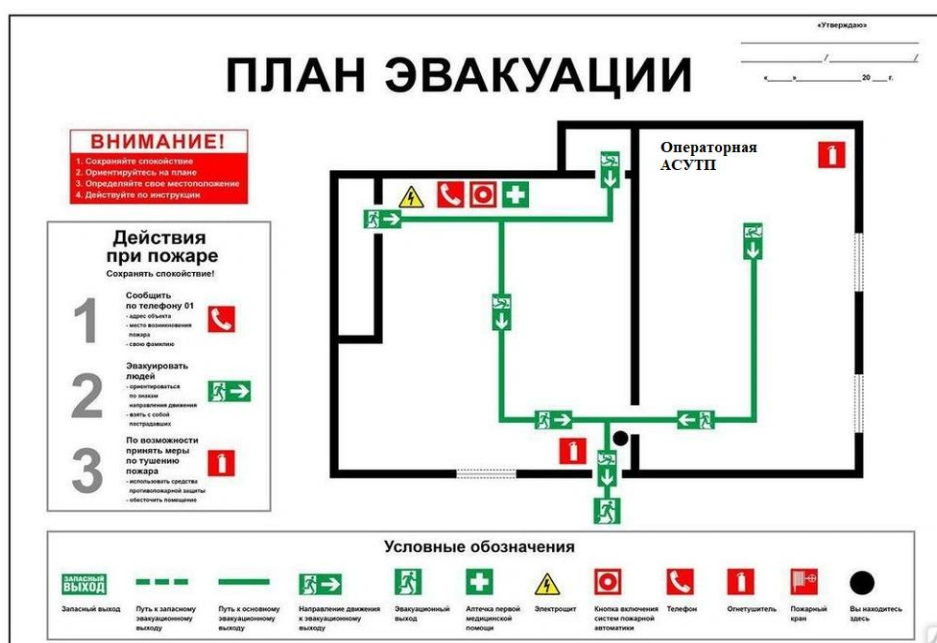 «Утверждаю»
/ /
« » 20 г.
ПЛАН ЭВАКУАЦИИ
ВНИМАНИЕ!
1. Сохраняйте спокойствие
2. Ориентируйтесь на плане
3. Определяйте свое местоположение
4. Действуйте по инструкции
Действия
при пожаре
Сохранять спокойствие!
1
Сообщить
по телефону 01
- адрес объекта
- место возникновения
пожара
- свою фамилию
2
Эвакуировать
людей
- ориентироваться
по знакам
направления движения
- взять с собой
пострадавших
3
По возможности
принять меры
по тушению
пожара
- использовать средства
противопожарной защиты
- обесточить помещение
Операторная
АСУТП
Условные обозначения
ЗАПАСНЫЙ
ВЫХОД
Запасный выход
Путь к запасному
эвакуационному
выходу
Путь к основному
эвакуационному
выходу
Направление движения
к эвакуационному
выходу
Эвакуационный
выход
Аптечка первой
медицинской
помощи
Электрощит
Кнопка включения
систем пожарной
автоматики
Телефон
Огнетушитель
Пожарный
кран
Вы находитесь
здесь